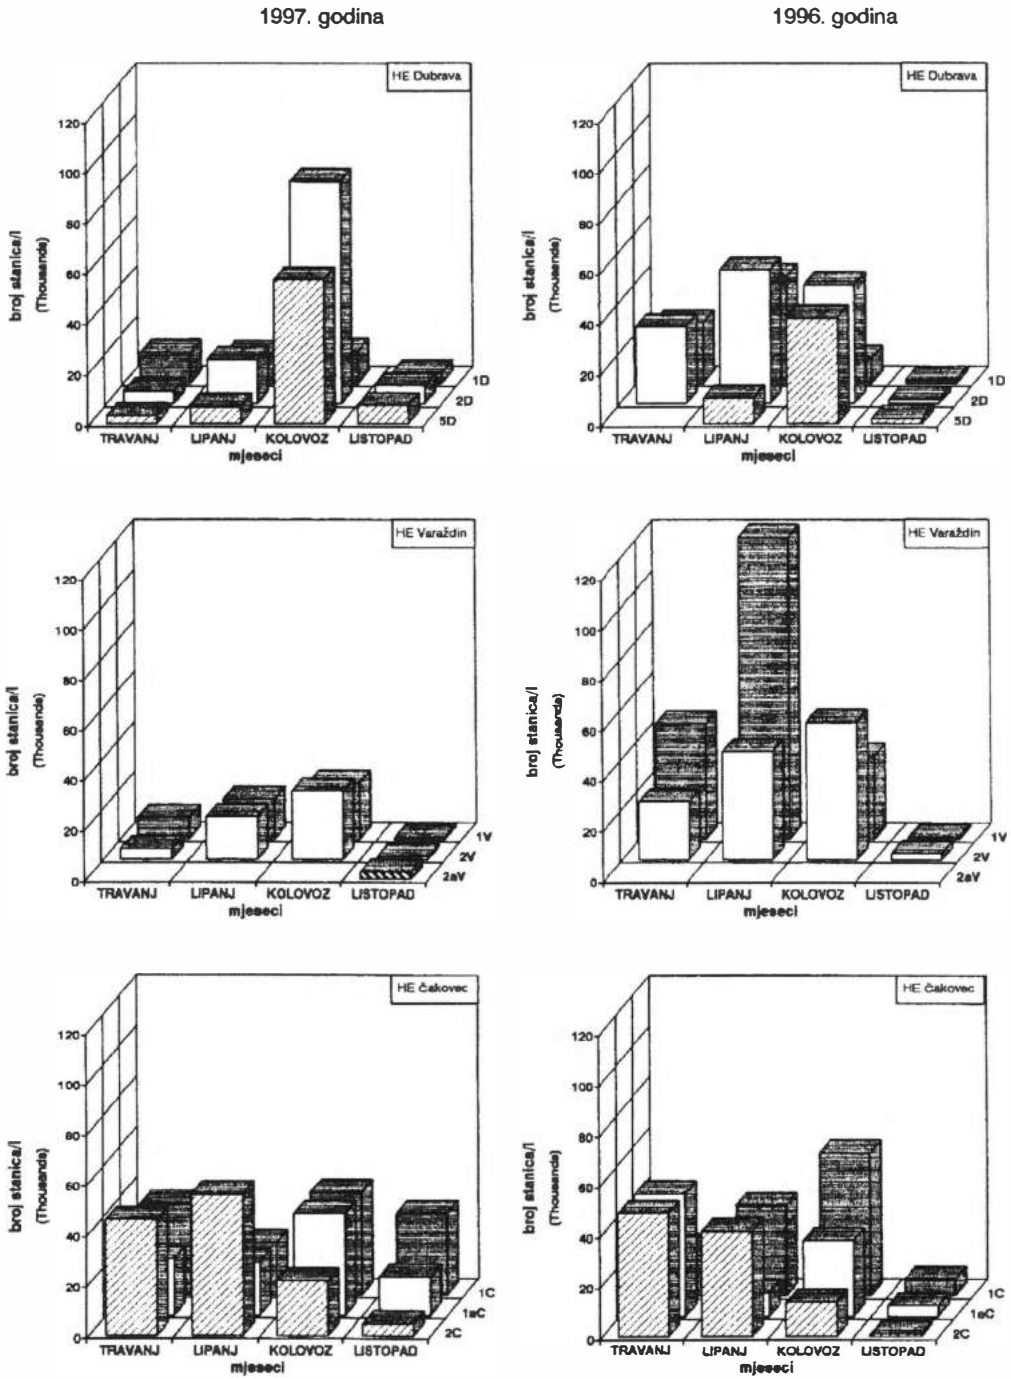 1997. godina
1996. godina
HE Dubrava
120
100
80
60
40
20
0
broj stanica/l
(Thousands)
1D
2D
5D
TRAVANJ LIPANJ KOLOVOZ LISTOPAD
mjeseci
HE Dubrava
120
100
80
60
40
20
0
broj stanica/l
(Thousands)
1D
2D
5D
TRAVANJ LIPANJ KOLOVOZ LISTOPAD
mjeseci
HE Varaždin
120
100
80
60
40
20
0
broj stanica/l
(Thousands)
1V
2V
2aV
TRAVANJ LIPANJ KOLOVOZ LISTOPAD
mjeseci
HE Varaždin
120
100
80
60
40
20
0
broj stanica/l
(Thousands)
1V
2V
2aV
TRAVANJ LIPANJ KOLOVOZ LISTOPAD
mjeseci
HE Čakovec
120
100
80
60
40
20
0
broj stanica/l
(Thousands)
1C
1aC
2C
TRAVANJ LIPANJ KOLOVOZ LISTOPAD
mjeseci
HE Čakovec
120
100
80
60
40
20
0
broj stanica/l
(Thousands)
1C
1aC
2C
TRAVANJ LIPANJ KOLOVOZ LISTOPAD
mjeseci